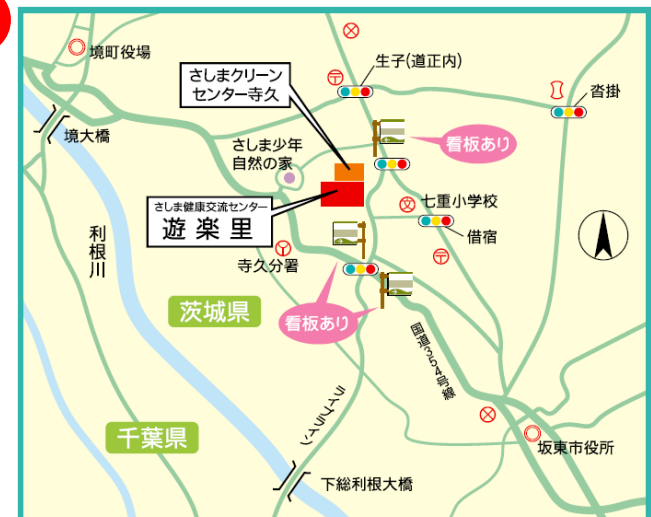 境町役場
生子(道正内)
さしまクリーン
センター寺久
沓掛
境大橋
さしま少年
自然の家
看板あり
さしま健康交流センター
遊楽里
七重小学校
文
借宿
利根川
寺久分署
茨城県
看板あり
国道354号線
ライフライン
千葉県
坂東市役所
下総利根大橋